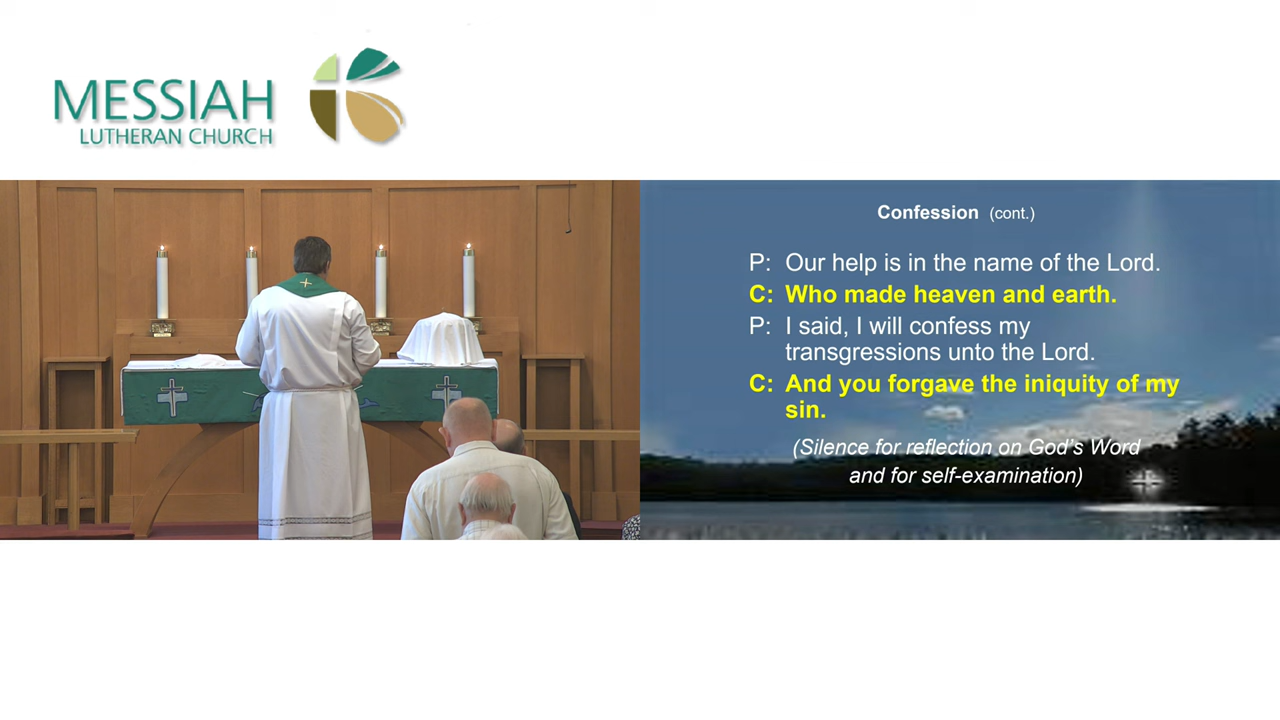 MESSIAH
LUTHERAN CHURCH
Confession (cont.)
P: Our help is in the name of the Lord.
C: Who made heaven and earth.
P: I said, I will confess my
transgressions unto the Lord.
C: And you forgave the iniquity of my
sin.
(Silence for reflection on God's Word
and for self-examination)